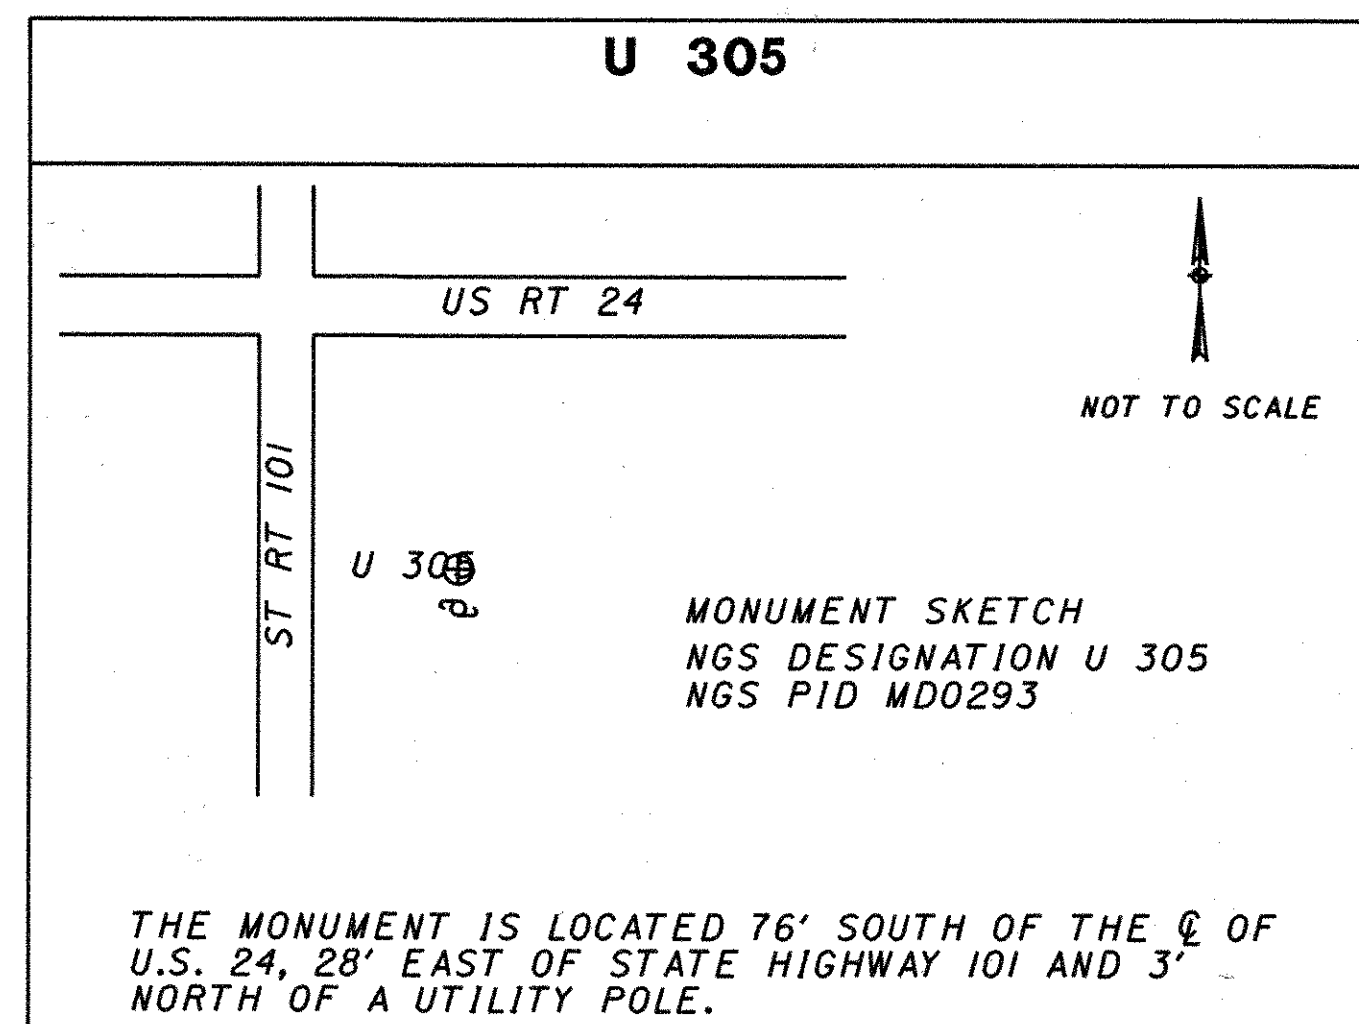 U 305
US RT 24
NOT TO SCALE
ST RT 101
U 305
MONUMENT SKETCH
NGS DESIGNATION U 305
NGS PID MD0293
THE MONUMENT IS LOCATED 76' SOUTH OF THE ℄ OF
U.S. 24, 28' EAST OF STATE HIGHWAY 101 AND 3'
NORTH OF A UTILITY POLE.